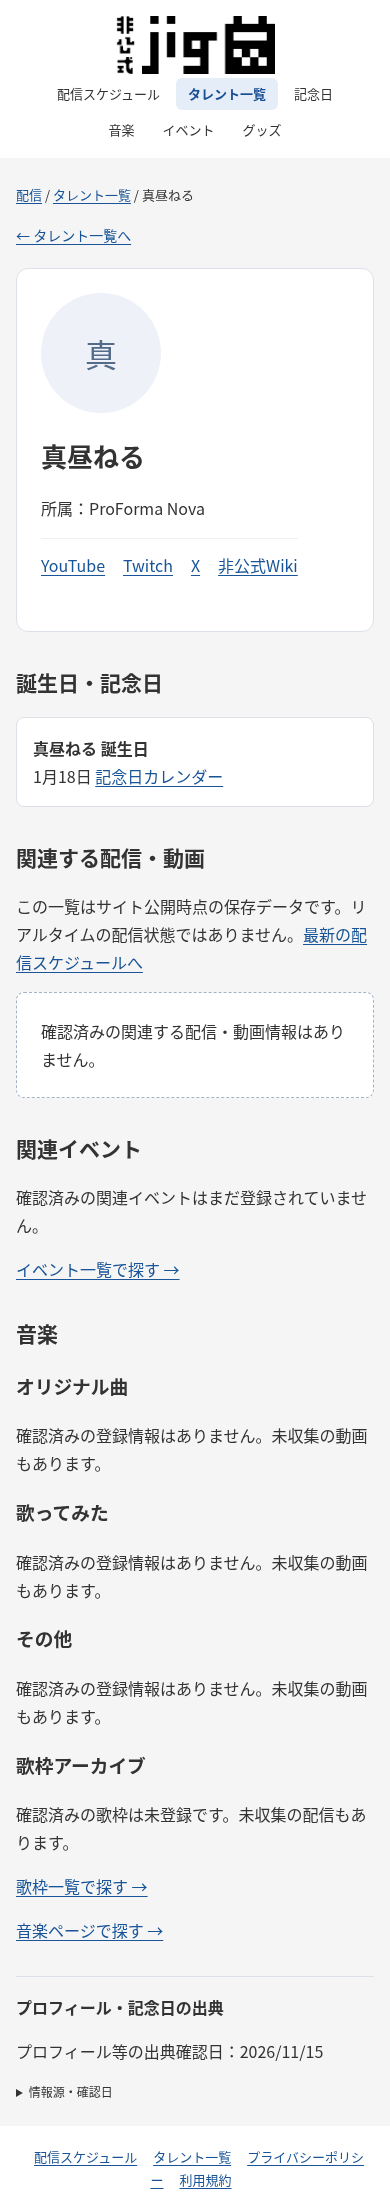 非公式 jig歯
配信スケジュール タレント一覧 記念日
音楽 イベント グッズ
配信 / タレント一覧 / 真昼ねる
← タレント一覧へ
真
真昼ねる
所属：ProForma Nova
YouTube Twitch X 非公式Wiki
誕生日・記念日
真昼ねる 誕生日
1月18日 記念日カレンダー
関連する配信・動画
この一覧はサイト公開時点の保存データです。リ
アルタイムの配信状態ではありません。最新の配
信スケジュールへ
確認済みの関連する配信・動画情報はあり
ません。
関連イベント
確認済みの関連イベントはまだ登録されていませ
ん。
イベント一覧で探す →
音楽
オリジナル曲
確認済みの登録情報はありません。未収集の動画
もあります。
歌ってみた
確認済みの登録情報はありません。未収集の動画
もあります。
その他
確認済みの登録情報はありません。未収集の動画
もあります。
歌枠アーカイブ
確認済みの歌枠は未登録です。未収集の配信もあ
ります。
歌枠一覧で探す →
音楽ページで探す →
プロフィール・記念日の出典
プロフィール等の出典確認日：2026/11/15
▶ 情報源・確認日
配信スケジュール タレント一覧 プライバシーポリシ
ー 利用規約